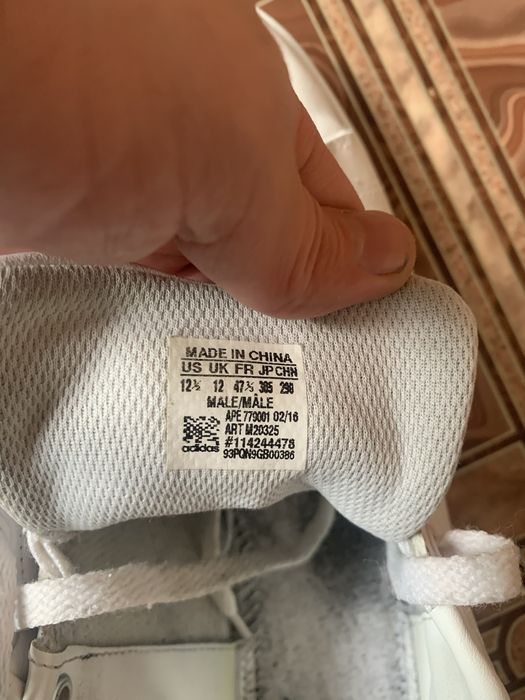 MADE IN CHINA
US UK FR JP CHN
12½ 12 47⅓ 305 298
MALE/MÂLE
APE 779001 02/16
ART M20325
#114244478
adidas
93PQN9GB00386